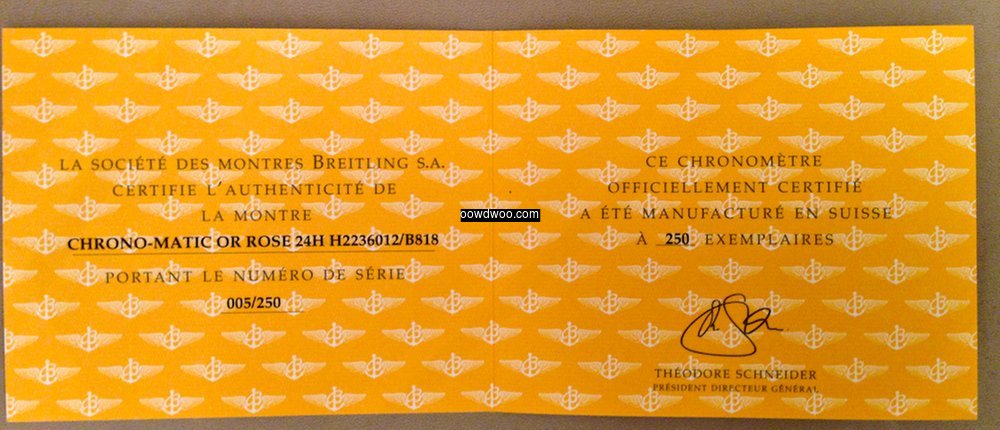 LA SOCIÉTÉ DES MONTRES BREITLING S.A.
CERTIFIE L'AUTHENTICITÉ DE
LA MONTRE
CHRONO-MATIC OR ROSE 24H H2236012/B818
PORTANT LE NUMÉRO DE SÉRIE
005/250
oowdwoo.com
CE CHRONOMÈTRE
OFFICIELLEMENT CERTIFIÉ
A ÉTÉ MANUFACTURÉ EN SUISSE
À 250 EXEMPLAIRES
THÉODORE SCHNEIDER
PRÉSIDENT DIRECTEUR GÉNÉRAL